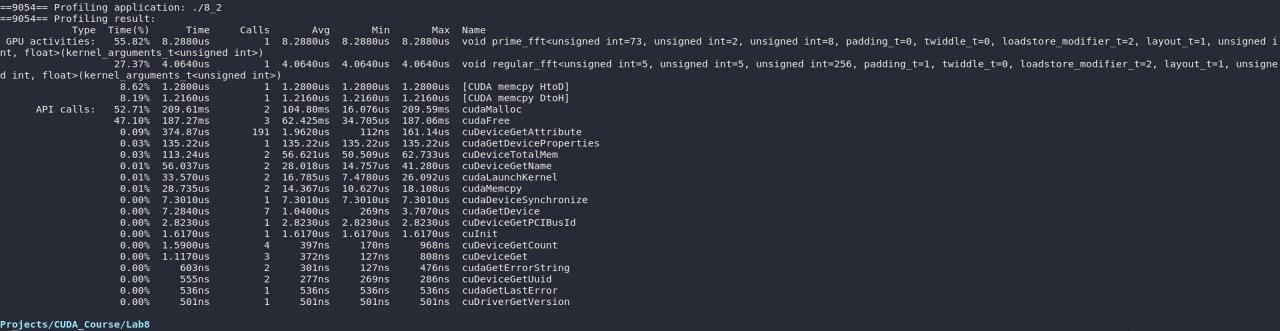 ==9054== Profiling application: ./8_2
==9054== Profiling result:
Type  Time(%)      Time     Calls       Avg       Min       Max  Name
GPU activities:   55.82%  8.2880us         1  8.2880us  8.2880us  8.2880us  void prime_fft<unsigned int=73, unsigned int=2, unsigned int=8, padding_t=0, twiddle_t=0, loadstore_modifier_t=2, layout_t=1, unsigned i
nt, float>(kernel_arguments_t<unsigned int>)
27.37%  4.0640us         1  4.0640us  4.0640us  4.0640us  void regular_fft<unsigned int=5, unsigned int=5, unsigned int=256, padding_t=1, twiddle_t=0, loadstore_modifier_t=2, layout_t=1, unsigne
d int, float>(kernel_arguments_t<unsigned int>)
8.62%  1.2800us         1  1.2800us  1.2800us  1.2800us  [CUDA memcpy HtoD]
8.19%  1.2160us         1  1.2160us  1.2160us  1.2160us  [CUDA memcpy DtoH]
API calls:   52.71%  209.61ms         2  104.80ms  16.076us  209.59ms  cudaMalloc
47.10%  187.27ms         3  62.425ms  34.705us  187.06ms  cudaFree
0.09%  374.87us       191  1.9620us     112ns  161.14us  cuDeviceGetAttribute
0.03%  135.22us         1  135.22us  135.22us  135.22us  cudaGetDeviceProperties
0.03%  113.24us         2  56.621us  50.509us  62.733us  cuDeviceTotalMem
0.01%  56.037us         2  28.018us  14.757us  41.280us  cuDeviceGetName
0.01%  33.570us         2  16.785us  7.4780us  26.092us  cudaLaunchKernel
0.01%  28.735us         2  14.367us  10.627us  18.108us  cudaMemcpy
0.00%  7.3010us         1  7.3010us  7.3010us  7.3010us  cudaDeviceSynchronize
0.00%  7.2840us         7  1.0400us     269ns  3.7070us  cudaGetDevice
0.00%  2.8230us         1  2.8230us  2.8230us  2.8230us  cuDeviceGetPCIBusId
0.00%  1.6170us         1  1.6170us  1.6170us  1.6170us  cuInit
0.00%  1.5900us         4     397ns     170ns     968ns  cuDeviceGetCount
0.00%  1.1170us         3     372ns     127ns     808ns  cuDeviceGet
0.00%     603ns         2     301ns     127ns     476ns  cudaGetErrorString
0.00%     555ns         2     277ns     269ns     286ns  cuDeviceGetUuid
0.00%     536ns         1     536ns     536ns     536ns  cudaGetLastError
0.00%     501ns         1     501ns     501ns     501ns  cuDriverGetVersion
Projects/CUDA_Course/Lab8